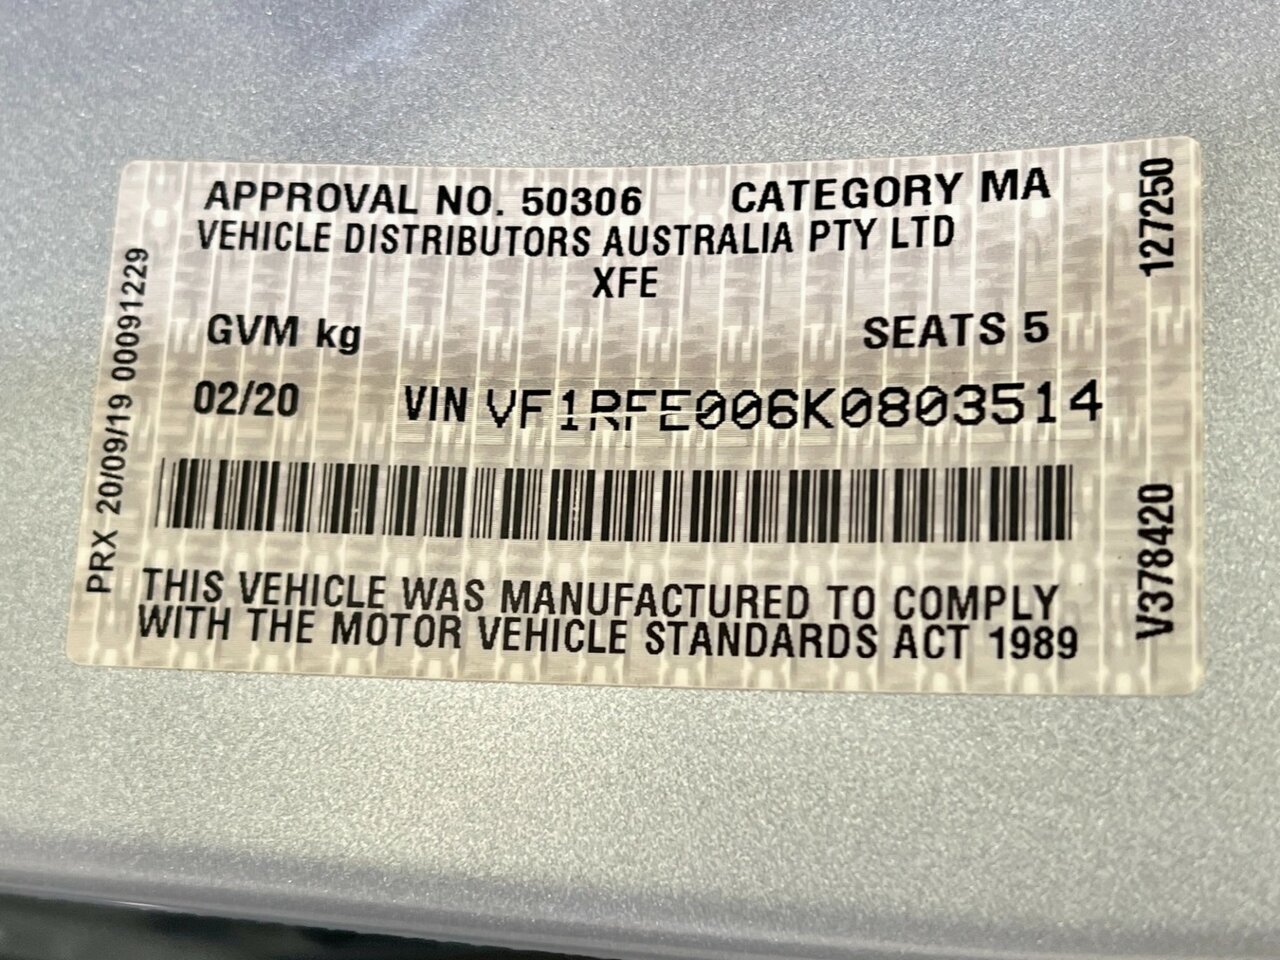 APPROVAL NO. 50306 CATEGORY MA
VEHICLE DISTRIBUTORS AUSTRALIA PTY LTD
XFE
GVM kg SEATS 5
02/20 VIN VF1RFE006K0803514
THIS VEHICLE WAS MANUFACTURED TO COMPLY
WITH THE MOTOR VEHICLE STANDARDS ACT 1989
PRX 20/09/19 00091229
127250
V378420